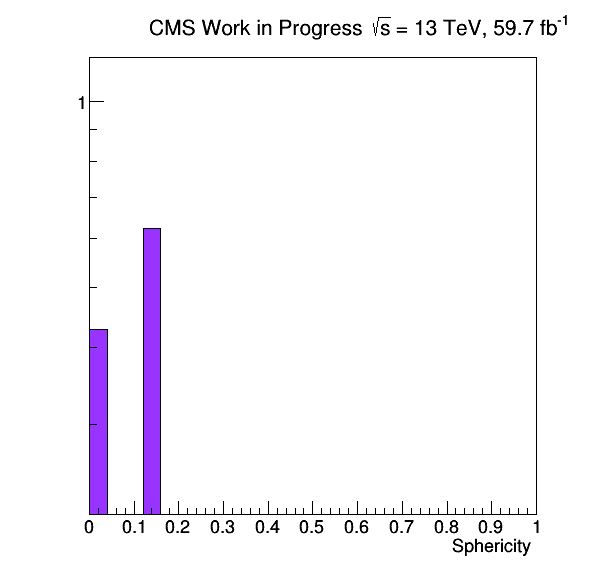 CMS Work in Progress √s = 13 TeV, 59.7 fb⁻¹
1
0 0.1 0.2 0.3 0.4 0.5 0.6 0.7 0.8 0.9 1
Sphericity